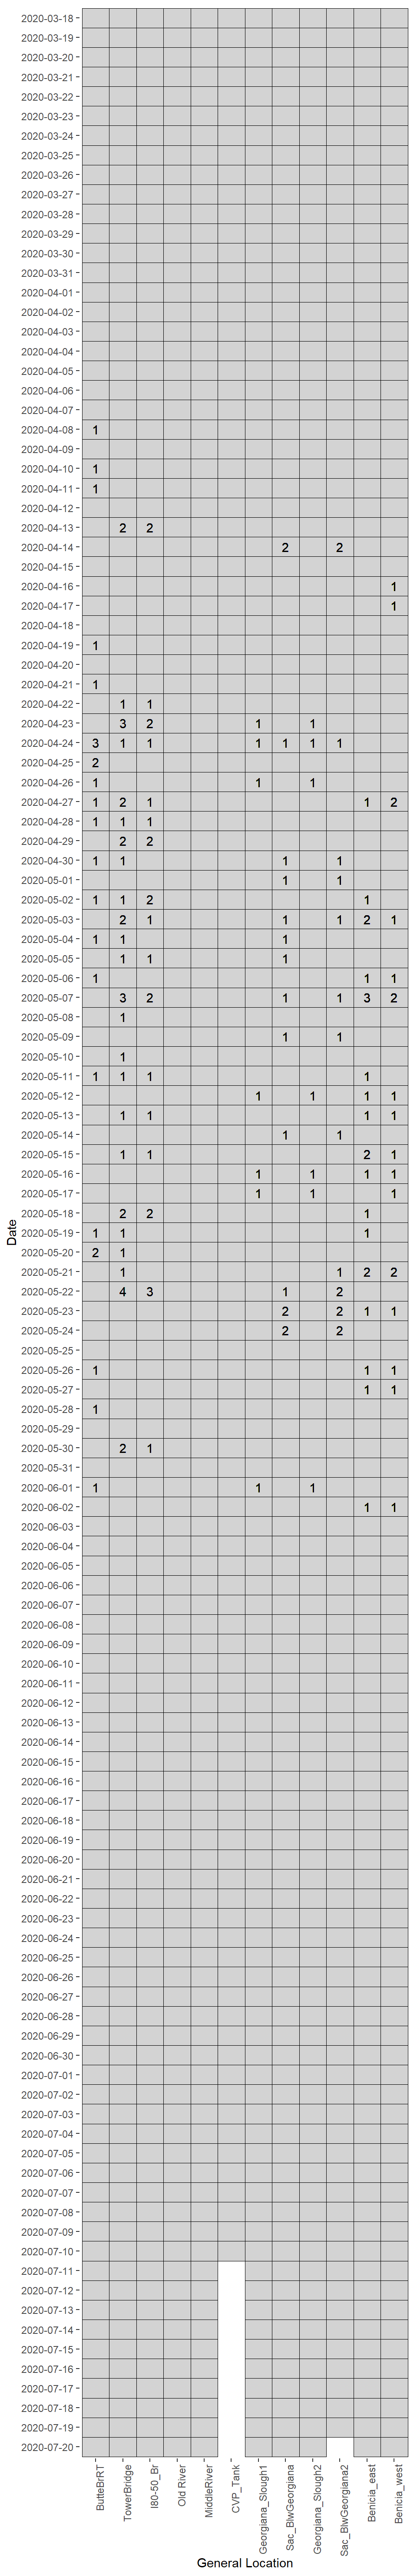 2020-03-18
2020-03-19
2020-03-20
2020-03-21
2020-03-22
2020-03-23
2020-03-24
2020-03-25
2020-03-26
2020-03-27
2020-03-28
2020-03-29
2020-03-30
2020-03-31
2020-04-01
2020-04-02
2020-04-03
2020-04-04
2020-04-05
2020-04-06
2020-04-07
2020-04-08 1
2020-04-09
2020-04-10 1
2020-04-11 1
2020-04-12
2020-04-13 2 2
2020-04-14 2 2
2020-04-15
2020-04-16 1
2020-04-17 1
2020-04-18
2020-04-19 1
2020-04-20
2020-04-21 1
2020-04-22 1 1
2020-04-23 3 2 1 1
2020-04-24 3 1 1 1 1 1 1
2020-04-25 2
2020-04-26 1 1 1
2020-04-27 1 2 1 1 2
2020-04-28 1 1 1
2020-04-29 2 2
2020-04-30 1 1 1 1
2020-05-01 1 1
2020-05-02 1 1 2 1
2020-05-03 2 1 1 1 2 1
2020-05-04 1 1 1
2020-05-05 1 1 1
2020-05-06 1 1 1
2020-05-07 3 2 1 1 3 2
2020-05-08 1
2020-05-09 1 1
2020-05-10 1
2020-05-11 1 1 1 1
2020-05-12 1 1 1 1
2020-05-13 1 1 1 1
2020-05-14 1 1
2020-05-15 1 1 2 1
2020-05-16 1 1 1 1
2020-05-17 1 1 1
2020-05-18 2 2 1
2020-05-19 1 1 1
2020-05-20 2 1
2020-05-21 1 1 2 2
2020-05-22 4 3 1 2
2020-05-23 2 2 1 1
2020-05-24 2 2
2020-05-25
2020-05-26 1 1 1
2020-05-27 1 1
2020-05-28 1
2020-05-29
2020-05-30 2 1
2020-05-31
2020-06-01 1 1 1
2020-06-02 1 1
2020-06-03
2020-06-04
2020-06-05
2020-06-06
2020-06-07
2020-06-08
2020-06-09
2020-06-10
2020-06-11
2020-06-12
2020-06-13
2020-06-14
2020-06-15
2020-06-16
2020-06-17
2020-06-18
2020-06-19
2020-06-20
2020-06-21
2020-06-22
2020-06-23
2020-06-24
2020-06-25
2020-06-26
2020-06-27
2020-06-28
2020-06-29
2020-06-30
2020-07-01
2020-07-02
2020-07-03
2020-07-04
2020-07-05
2020-07-06
2020-07-07
2020-07-08
2020-07-09
2020-07-10
2020-07-11
2020-07-12
2020-07-13
2020-07-14
2020-07-15
2020-07-16
2020-07-17
2020-07-18
2020-07-19
2020-07-20
Date
ButteBrRT
TowerBridge
I80-50_Br
Old River
MiddleRiver
CVP_Tank
Georgiana_Slough1
Sac_BlwGeorgiana
Georgiana_Slough2
Sac_BlwGeorgiana2
Benicia_east
Benicia_west
General Location